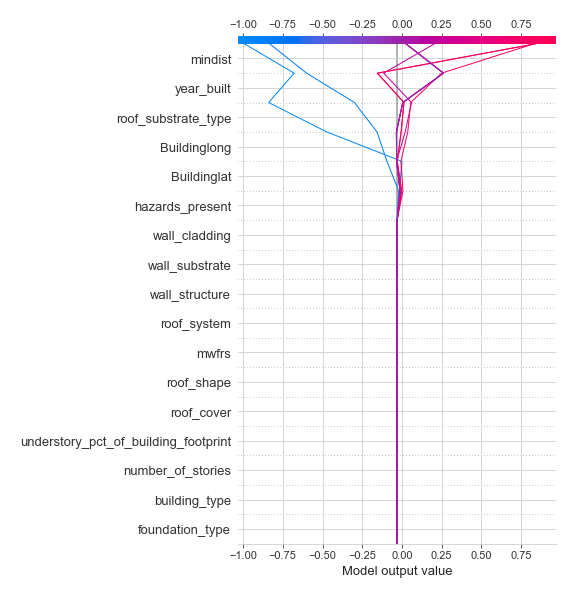 −1.00 −0.75 −0.50 −0.25 0.00 0.25 0.50 0.75
mindist
year_built
roof_substrate_type
Buildinglong
Buildinglat
hazards_present
wall_cladding
wall_substrate
wall_structure
roof_system
mwfrs
roof_shape
roof_cover
understory_pct_of_building_footprint
number_of_stories
building_type
foundation_type
−1.00 −0.75 −0.50 −0.25 0.00 0.25 0.50 0.75
Model output value